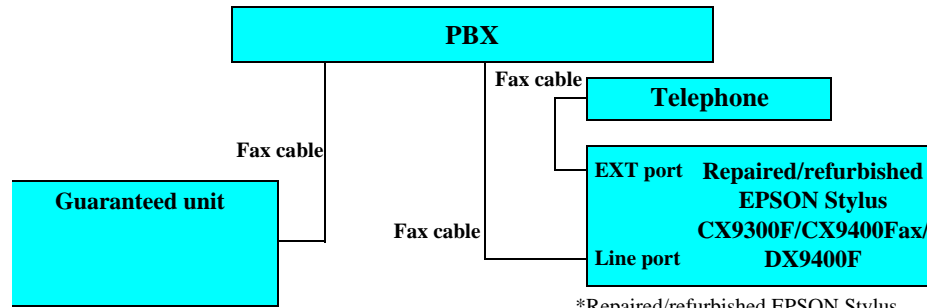 PBX
Fax cable
Telephone
Fax cable
EXT port
Repaired/refurbished
EPSON Stylus
CX9300F/CX9400Fax/
DX9400F
Guaranteed unit
Fax cable
Line port
*Repaired/refurbished EPSON Stylus